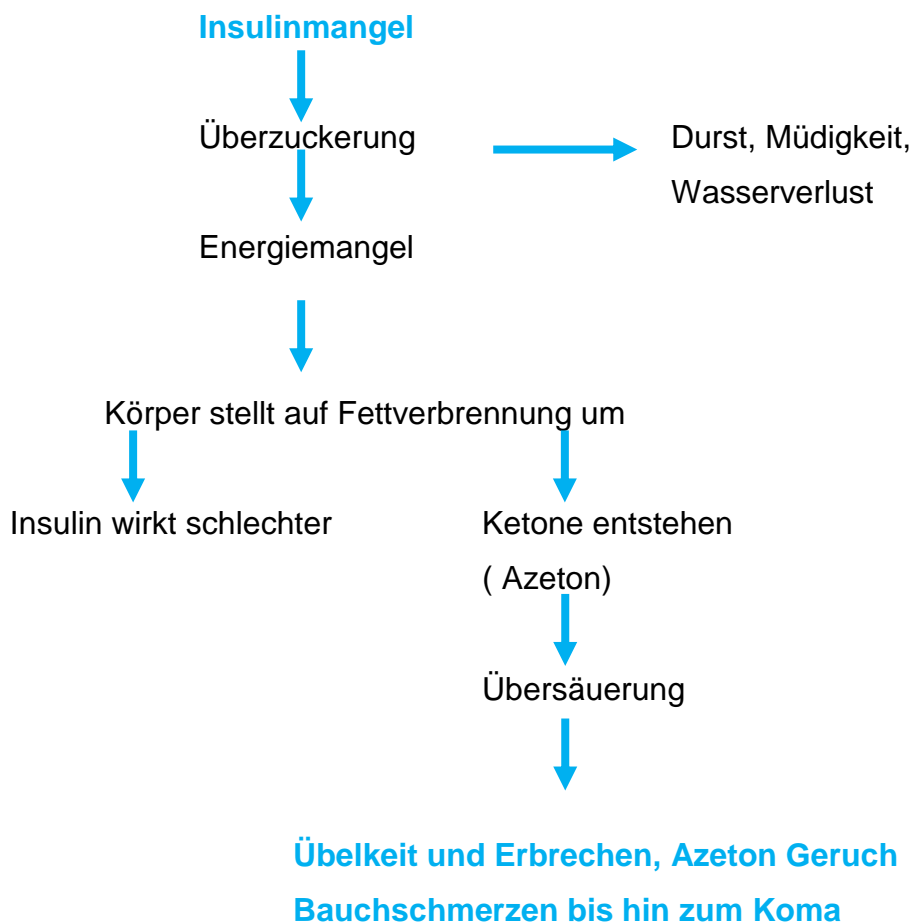 Insulinmangel
Überzuckerung
Durst, Müdigkeit,
Wasserverlust
Energiemangel
Körper stellt auf Fettverbrennung um
Insulin wirkt schlechter
Ketone entstehen
( Azeton)
Übersäuerung
Übelkeit und Erbrechen, Azeton Geruch
Bauchschmerzen bis hin zum Koma